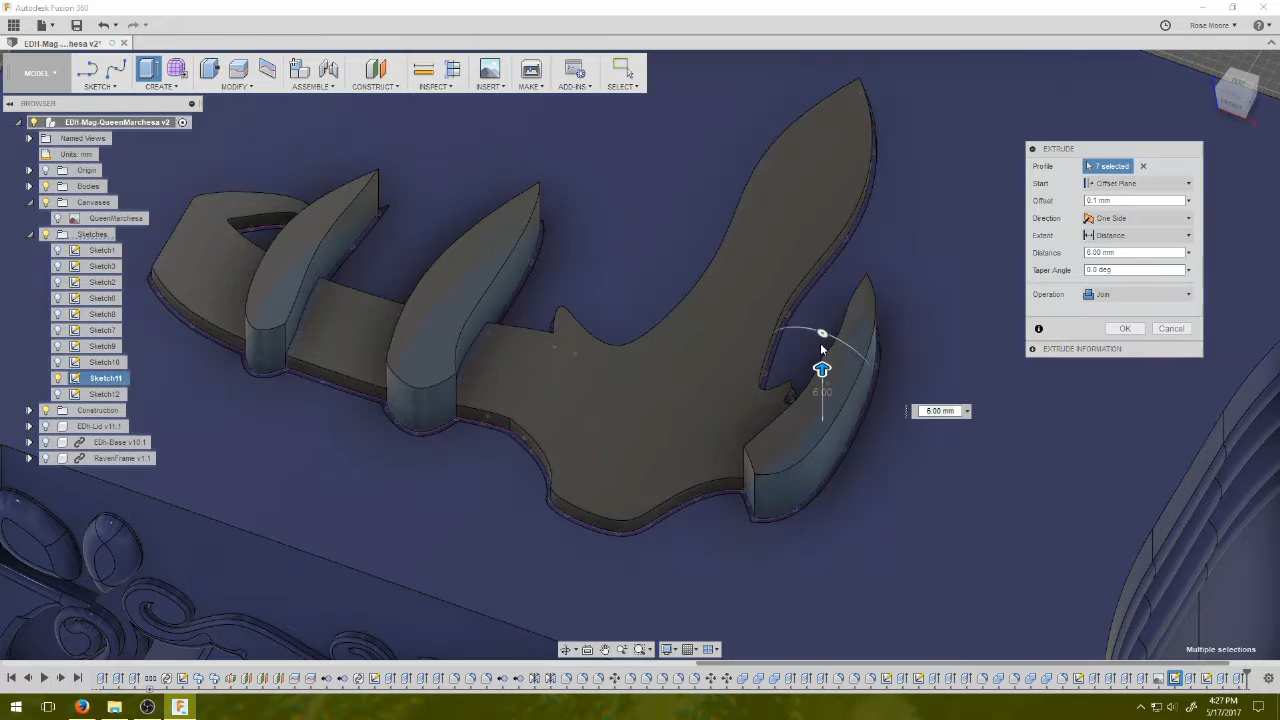 Autodesk Fusion 360
Rose Moore
EDH-Mag-...hesa v2*
MODEL
SKETCH
CREATE
MODIFY
ASSEMBLE
CONSTRUCT
INSPECT
INSERT
MAKE
ADD-INS
SELECT
BROWSER
EDH-Mag-QueenMarchesa v2
Named Views
Units: mm
Origin
Bodies
Canvases
QueenMarchesa
Sketches
Sketch1
Sketch3
Sketch2
Sketch6
Sketch8
Sketch7
Sketch9
Sketch10
Sketch11
Sketch12
Construction
EDh-Lid v11:1
EDh-Base v10:1
RavenFrame v1:1
EXTRUDE
Profile 7 selected
Start Offset Plane
Offset 0.1 mm
Direction One Side
Extent Distance
Distance 6.00 mm
Taper Angle 0.0 deg
Operation Join
OK Cancel
EXTRUDE INFORMATION
6.00
6.00 mm
Multiple selections
4:27 PM
5/17/2017